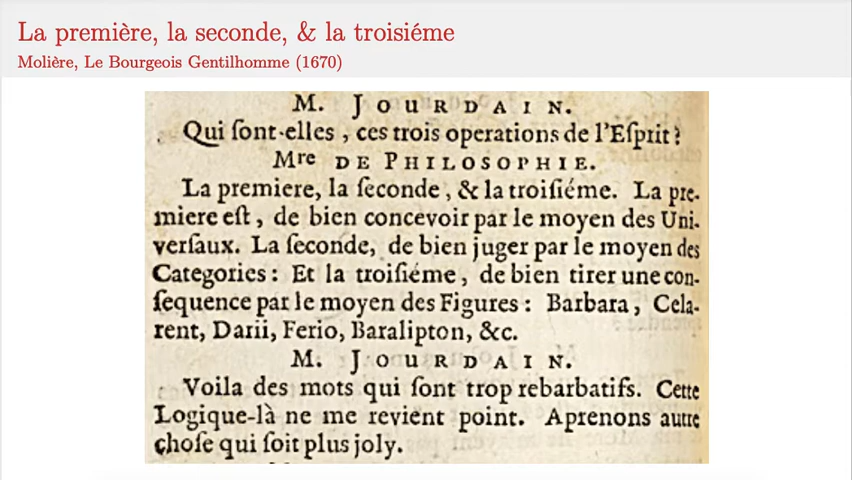 La première, la seconde, & la troisiéme
Molière, Le Bourgeois Gentilhomme (1670)
M. JOURDAIN.
Qui ſont-elles, ces trois operations de l'Eſprit?
Mre DE PHILOSOPHIE.
La premiere, la ſeconde, & la troiſiéme. La pre-
miere eſt, de bien concevoir par le moyen des Uni-
verſaux. La ſeconde, de bien juger par le moyen des
Categories: Et la troiſiéme, de bien tirer une con-
ſequence par le moyen des Figures: Barbara, Cela-
rent, Darii, Ferio, Baralipton, &c.
M. JOURDAIN.
Voila des mots qui ſont trop rebarbatifs. Cette
Logique-là ne me revient point. Aprenons autre
choſe qui ſoit plus joly.